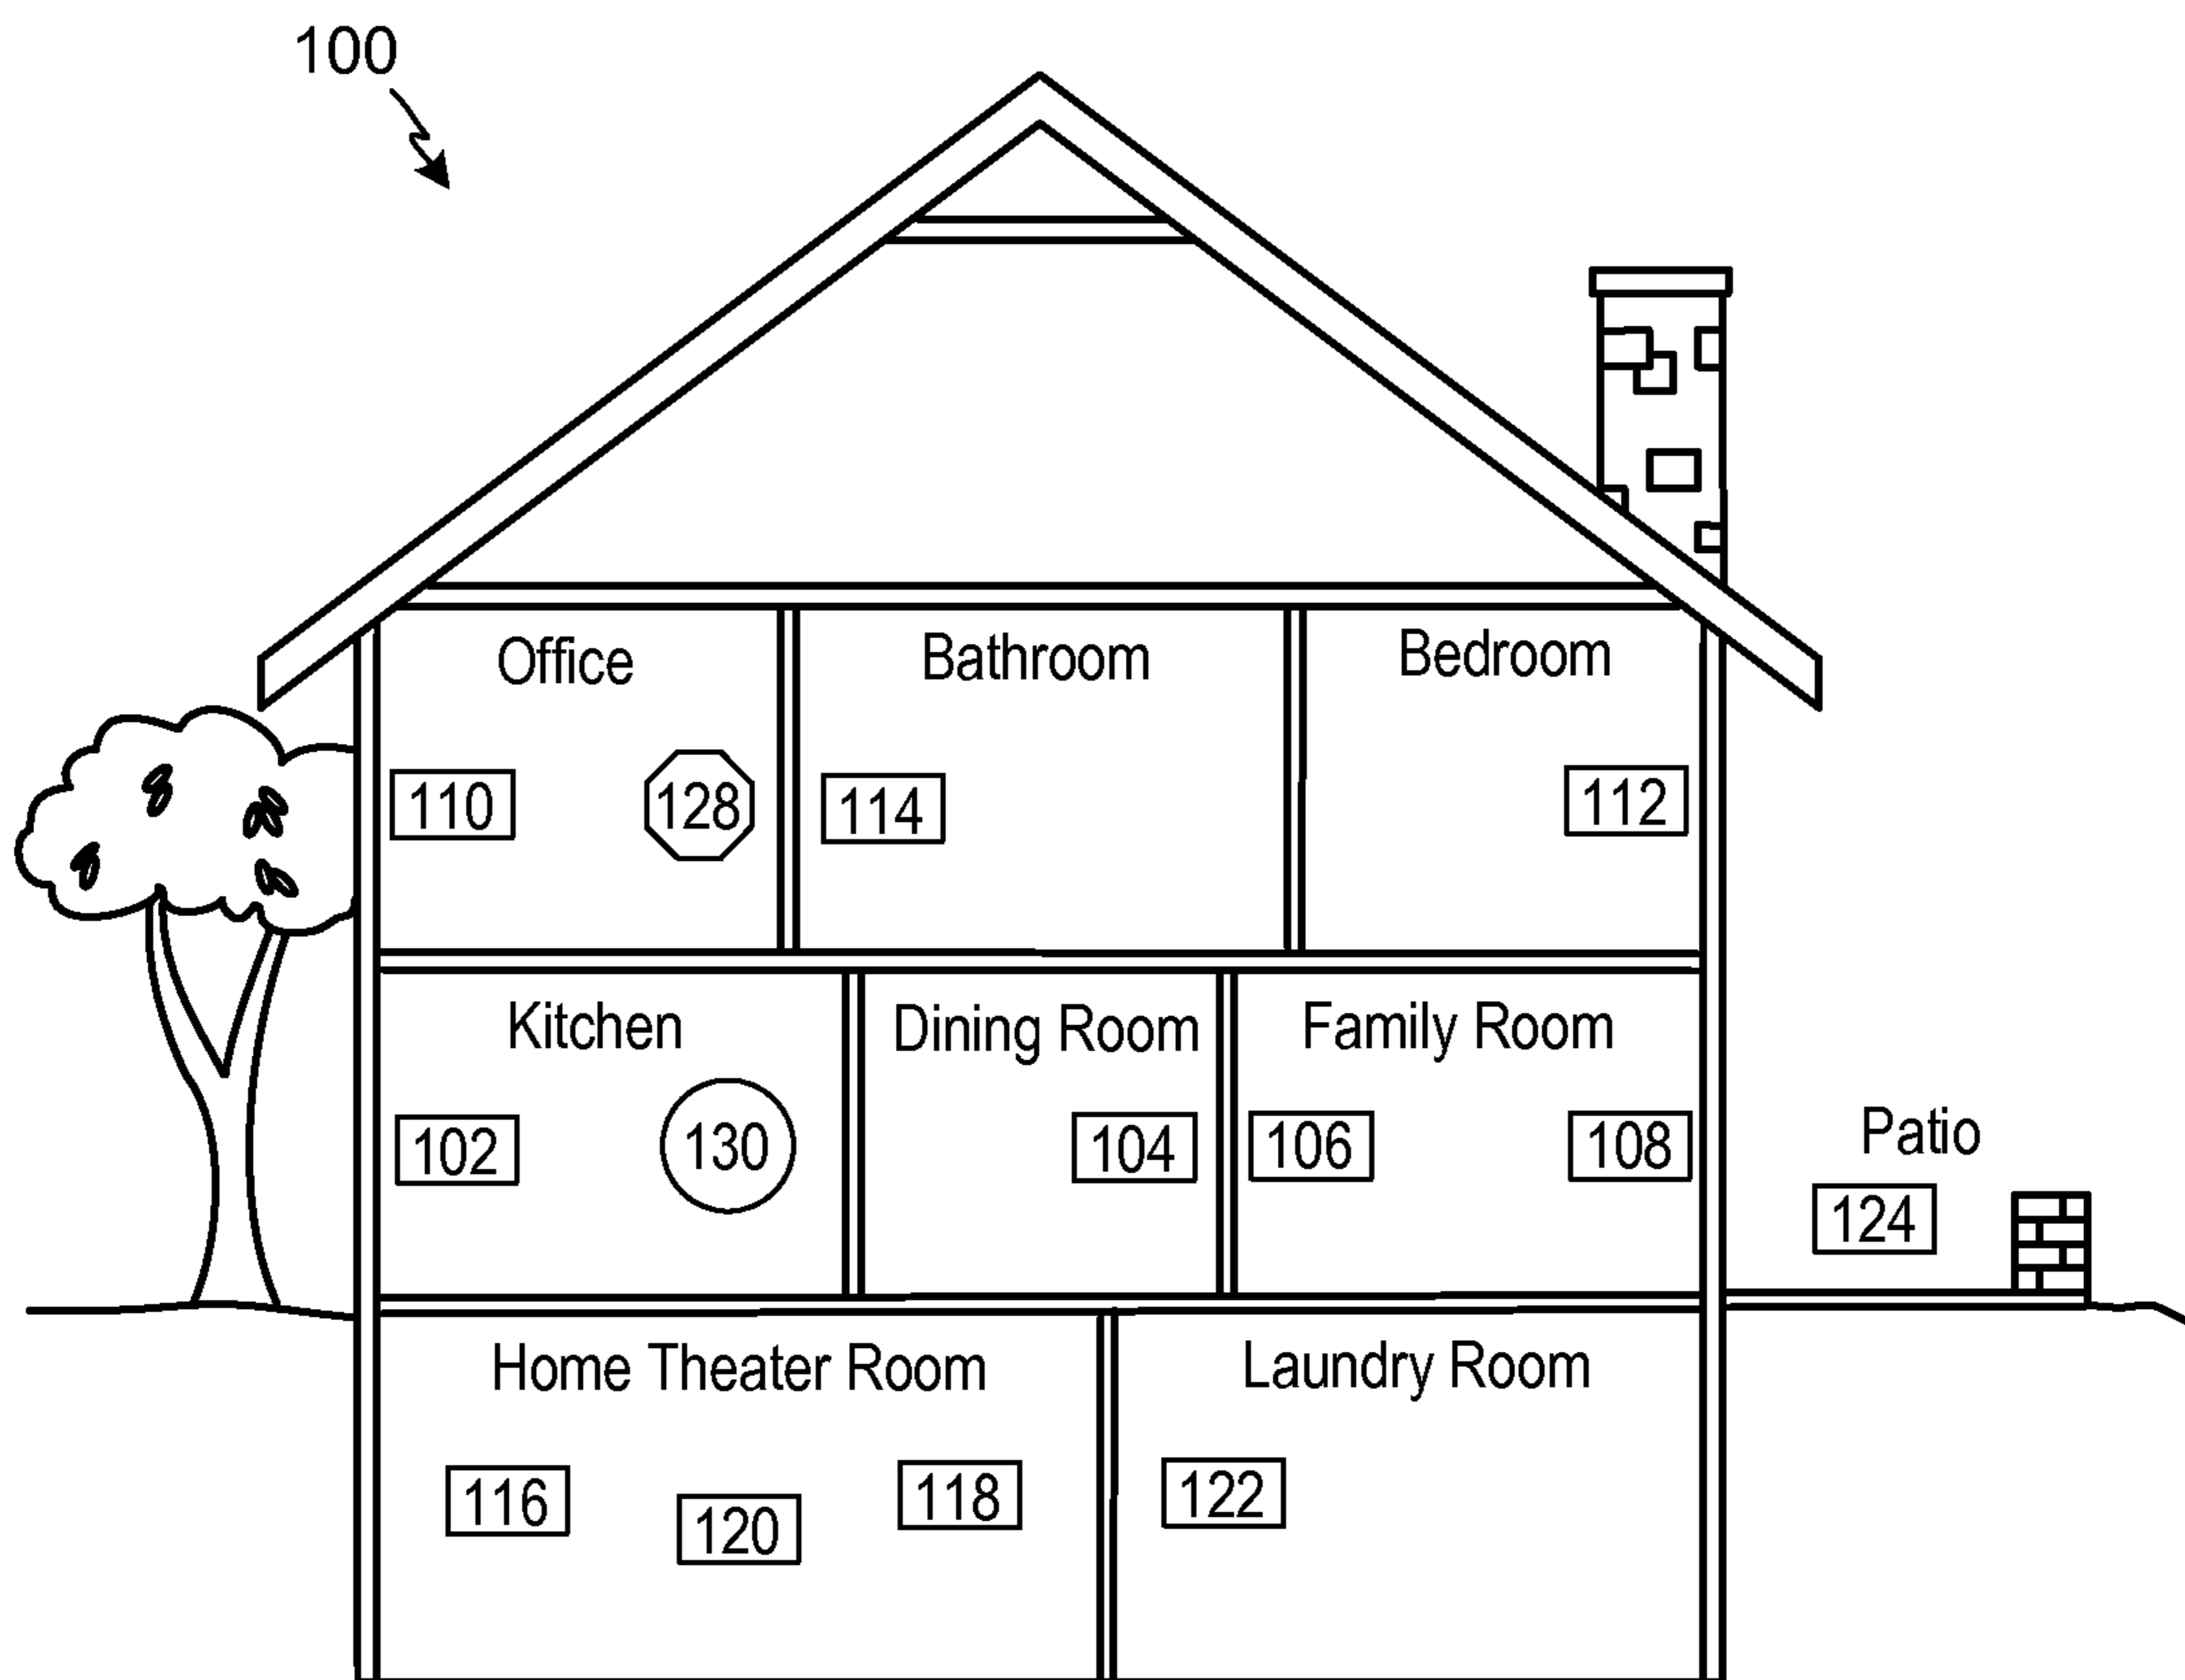 100
Office
Bathroom
Bedroom
110
128
114
112
Kitchen
Dining Room
Family Room
102
130
104
106
108
Patio
124
Home Theater Room
Laundry Room
116
120
118
122